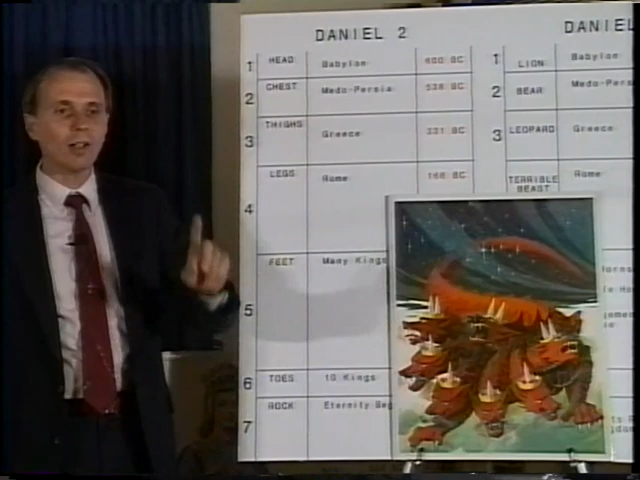 DANIEL 2
1 HEAD Babylon 600 BC
2 CHEST Medo-Persia 538 BC
3 THIGHS Greece 331 BC
4 LEGS Rome 168 BC
5 FEET Many Kings
6 TOES 10 Kings
7 ROCK Eternity Beg
DANIEL
1 LION Babylon
2 BEAR Medo-Persia
3 LEOPARD Greece
TERRIBLE Rome
BEAST